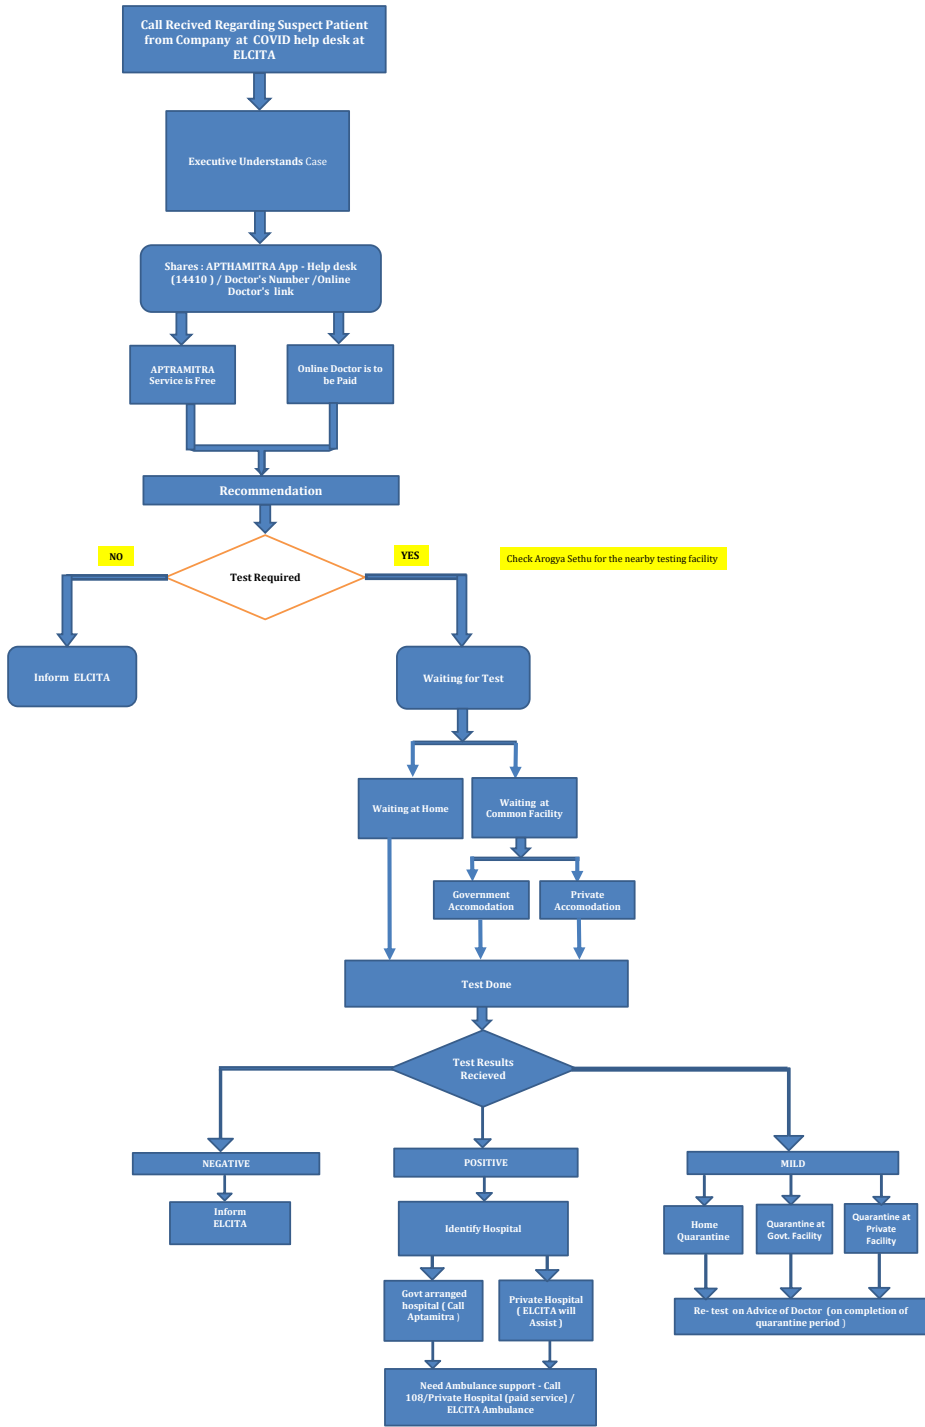 Call Recived Regarding Suspect Patient
from Company at COVID help desk at
ELCITA
Executive Understands Case
Shares : APTHAMITRA App - Help desk
(14410 ) / Doctor's Number /Online
Doctor's link
APTRAMITRA
Service is Free
Online Doctor is to
be Paid
Recommendation
NO
YES
Check Arogya Sethu for the nearby testing facility
Test Required
Inform ELCITA
Waiting for Test
Waiting at Home
Waiting at
Common Facility
Government
Accomodation
Private
Accomodation
Test Done
Test Results
Recieved
NEGATIVE
POSITIVE
MILD
Inform
ELCITA
Identify Hospital
Home
Quarantine
Quarantine at
Govt. Facility
Quarantine at
Private
Facility
Govt arranged
hospital ( Call
Aptamitra )
Private Hospital
( ELCITA will
Assist )
Re- test on Advice of Doctor (on completion of
quarantine period )
Need Ambulance support - Call
108/Private Hospital (paid service) /
ELCITA Ambulance